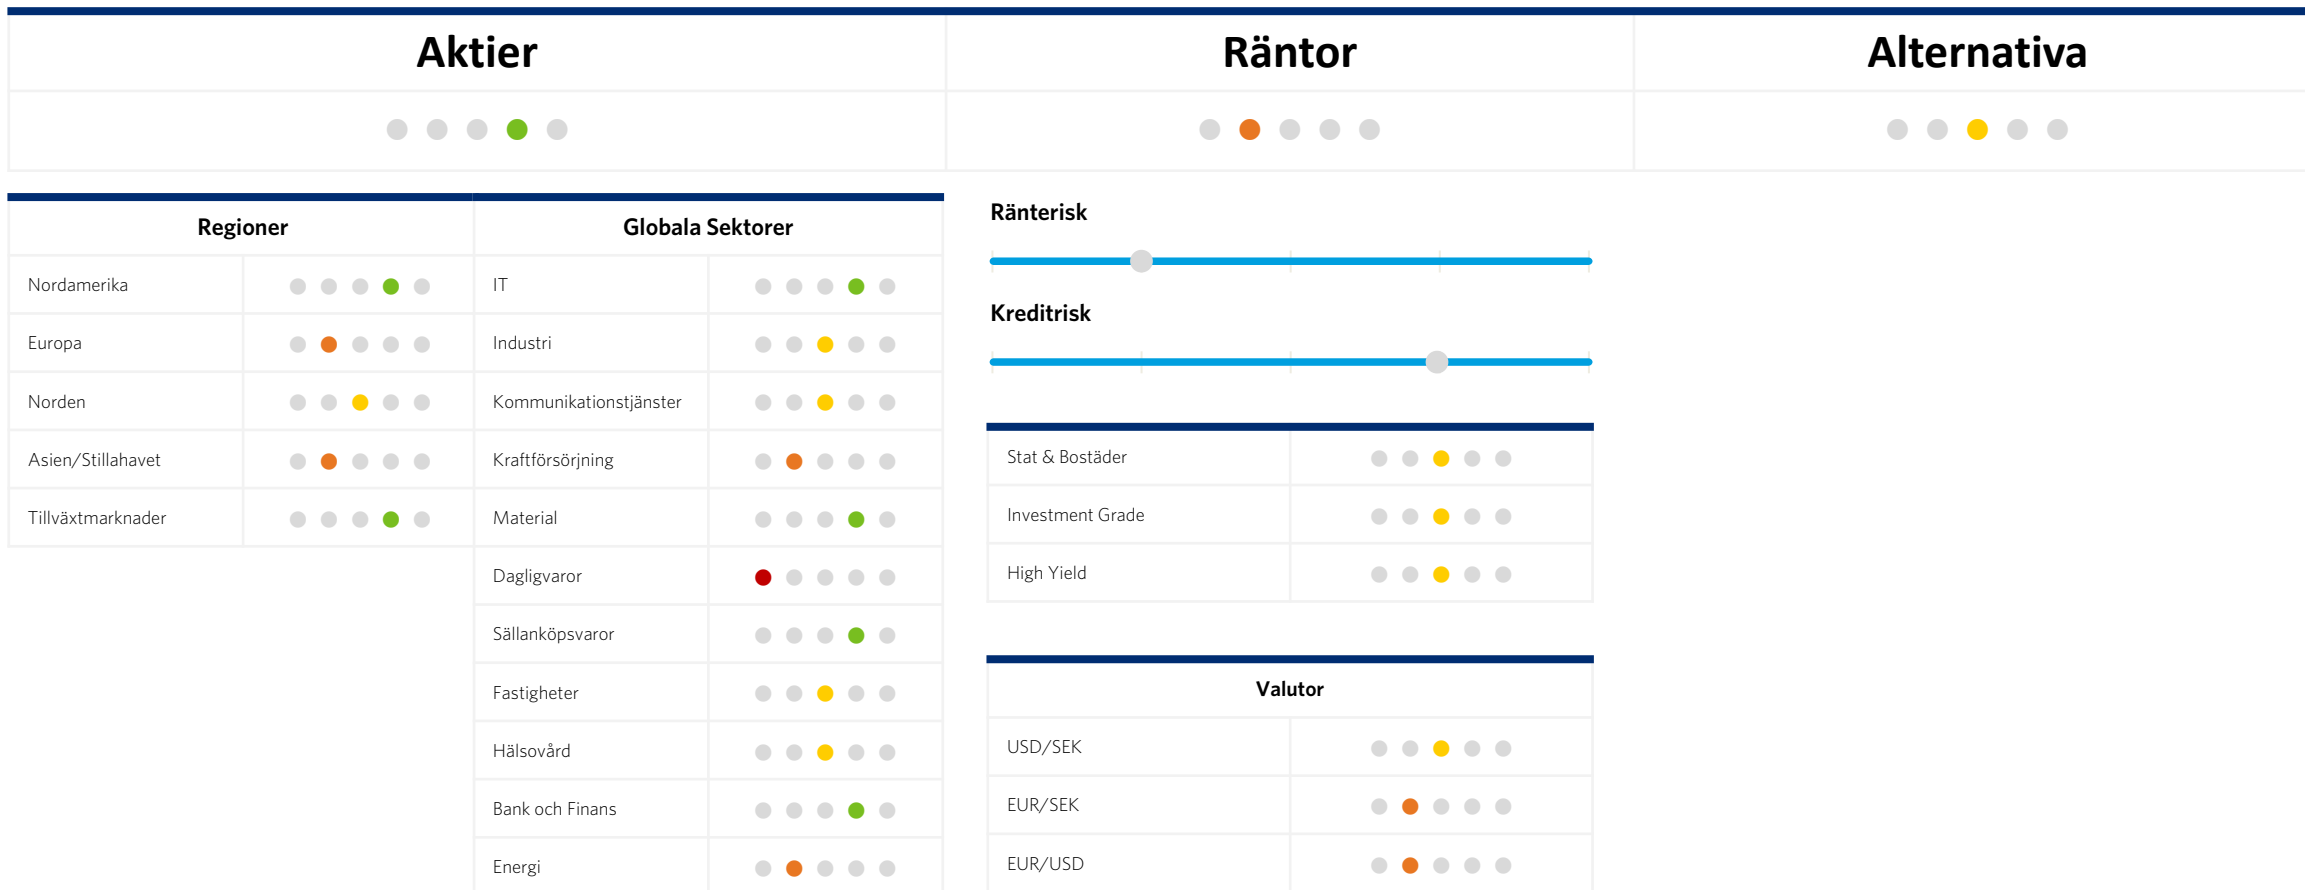 Aktier
Räntor
Alternativa
Regioner
Globala Sektorer
Nordamerika
IT
Europa
Industri
Norden
Kommunikationstjänster
Asien/Stillahavet
Kraftförsörjning
Tillväxtmarknader
Material
Dagligvaror
Sällanköpsvaror
Fastigheter
Hälsovård
Bank och Finans
Energi
Ränterisk
Kreditrisk
Stat & Bostäder
Investment Grade
High Yield
Valutor
USD/SEK
EUR/SEK
EUR/USD